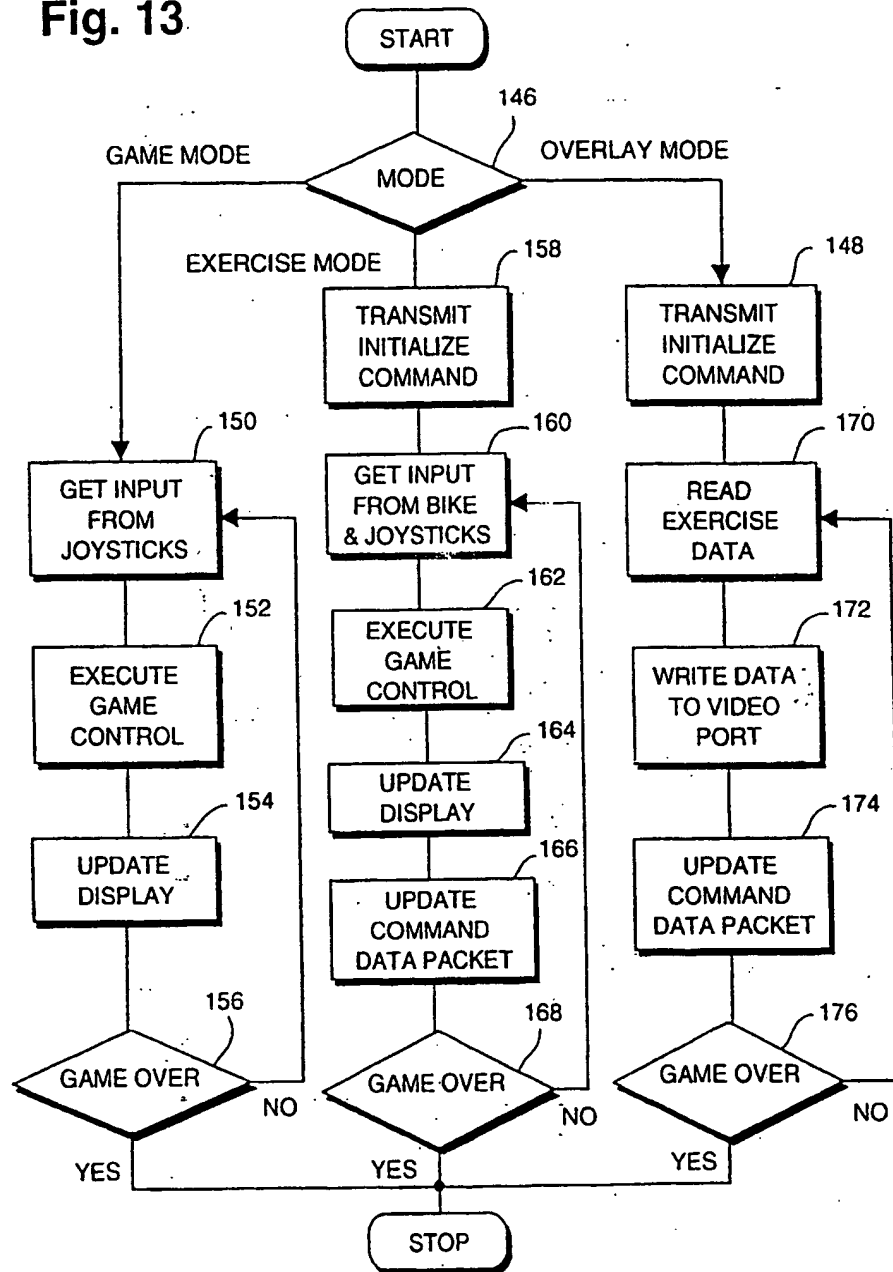 Fig. 13
START
146
GAME MODE
OVERLAY MODE
MODE
EXERCISE MODE
158
148
TRANSMIT
INITIALIZE
COMMAND
TRANSMIT
INITIALIZE
COMMAND
150
160
170
GET INPUT
FROM
JOYSTICKS
GET INPUT
FROM BIKE
& JOYSTICKS
READ
EXERCISE
DATA
152
162
172
EXECUTE
GAME
CONTROL
EXECUTE
GAME
CONTROL
WRITE DATA
TO VIDEO
PORT
154
164
174
UPDATE
DISPLAY
UPDATE
DISPLAY
166
UPDATE
COMMAND
DATA PACKET
UPDATE
COMMAND
DATA PACKET
156
168
176
GAME OVER
GAME OVER
GAME OVER
NO
NO
NO
YES
YES
YES
STOP